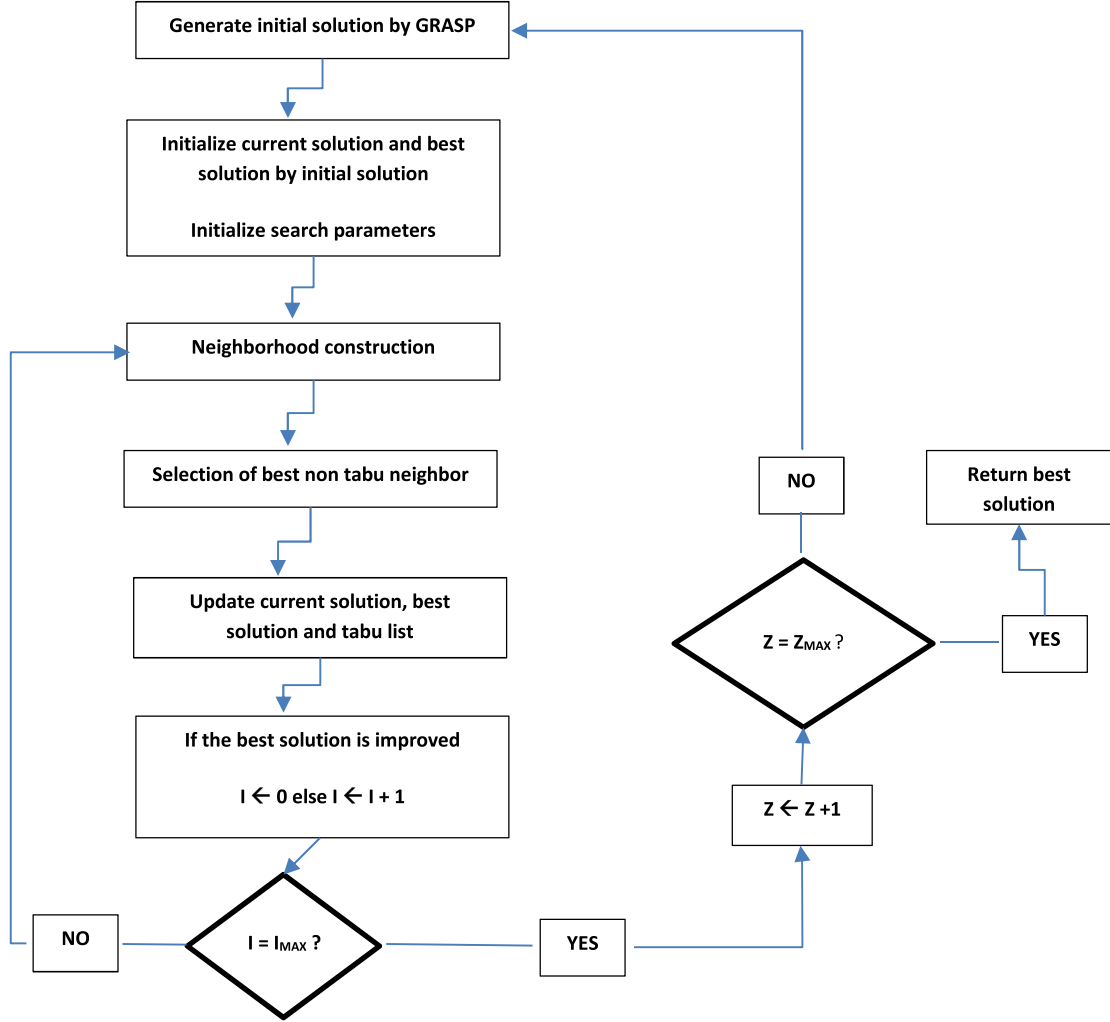 Generate initial solution by GRASP
Initialize current solution and best
solution by initial solution
Initialize search parameters
Neighborhood construction
Selection of best non tabu neighbor
Update current solution, best
solution and tabu list
If the best solution is improved
I ← 0 else I ← I + 1
I = IMAX ?
NO
YES
Z ← Z +1
Z = ZMAX ?
NO
YES
Return best
solution